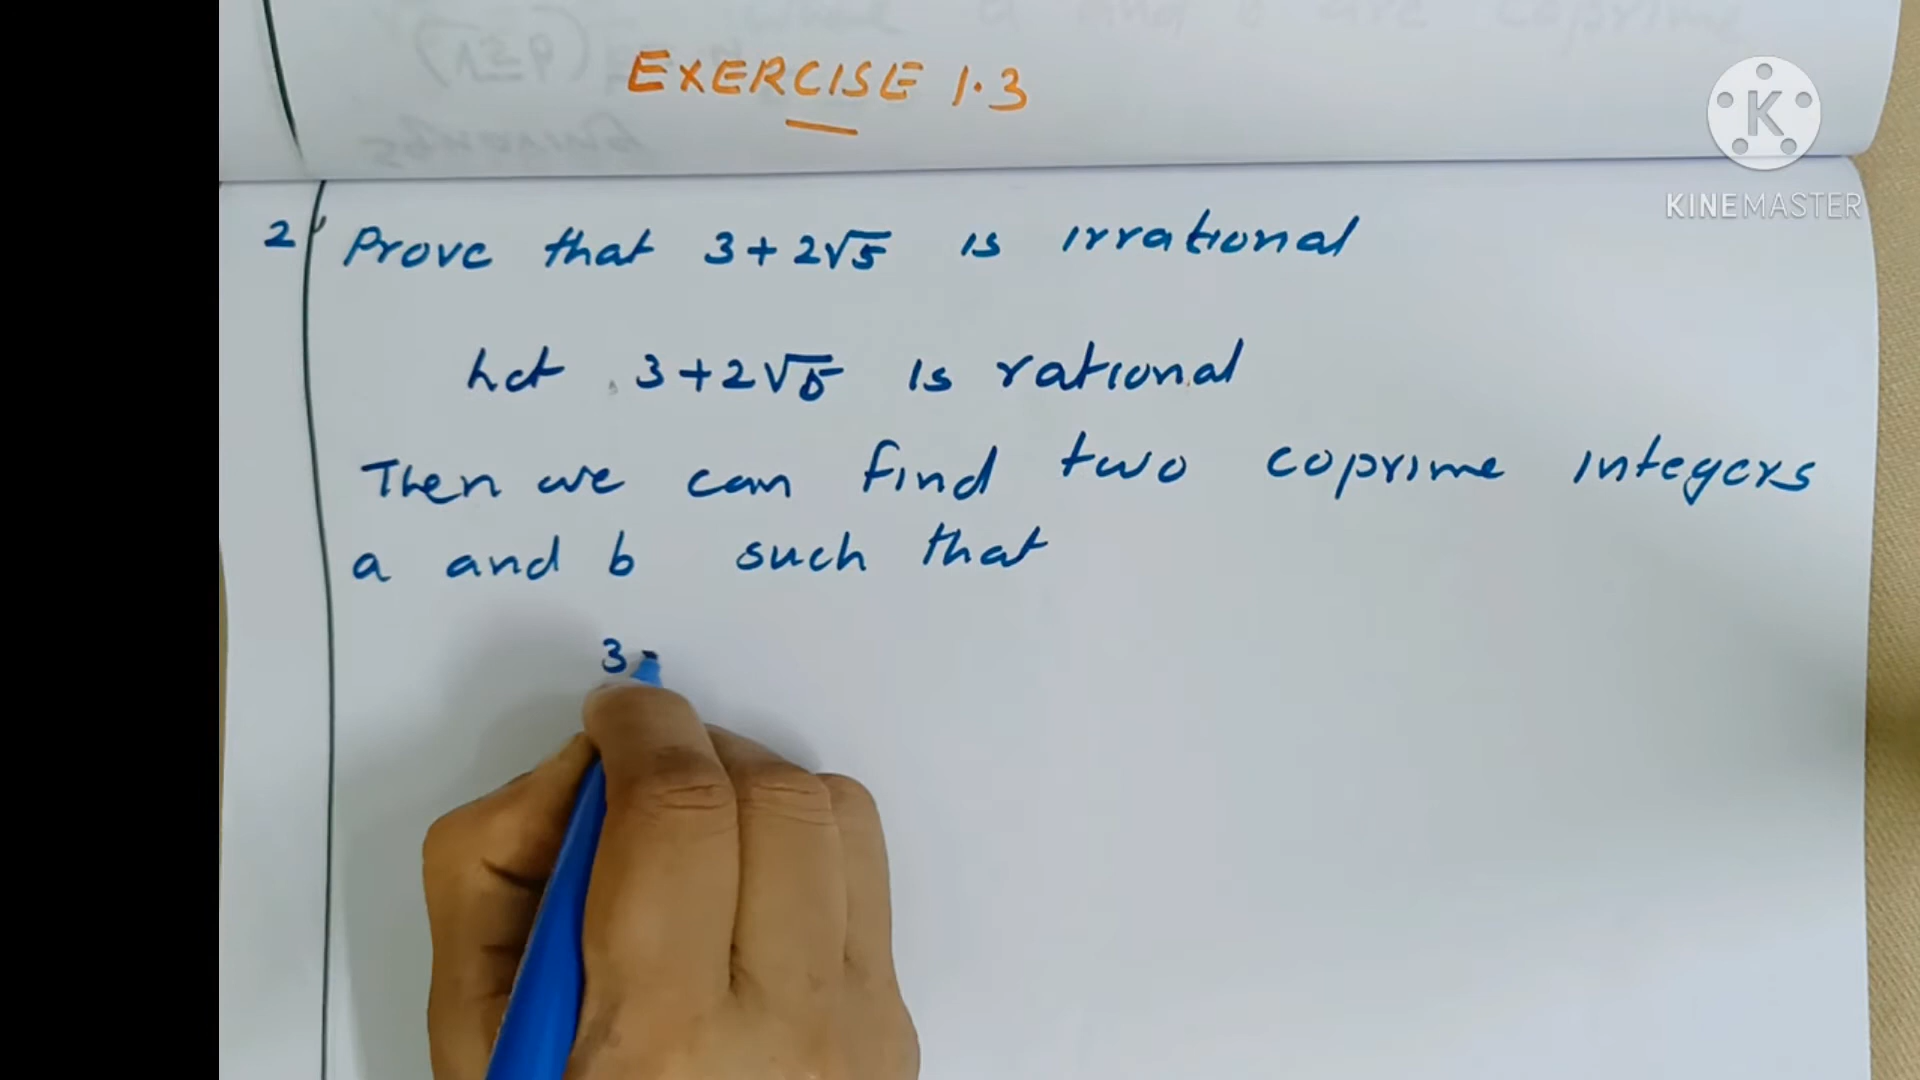 EXERCISE 1.3
KINEMASTER
2 Prove that 3+2√5 is irrational
Let 3+2√5 is rational
Then we can find two coprime integers
a and b such that
3